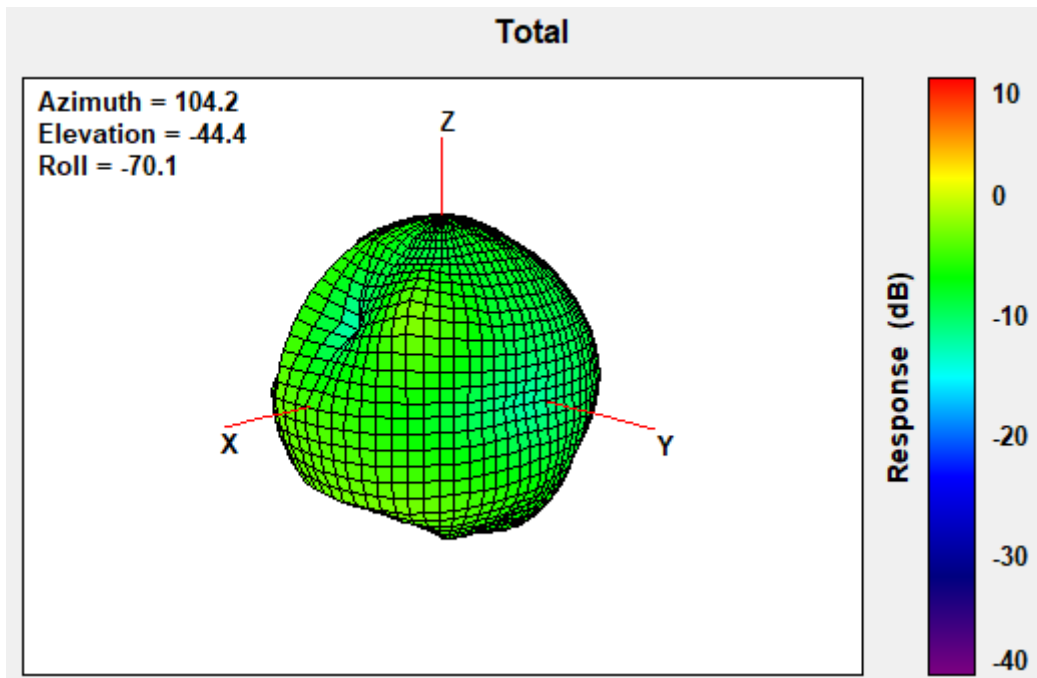 Total
Azimuth = 104.2
Elevation = -44.4
Roll = -70.1
Z
X
Y
10
0
-10
-20
-30
-40
Response (dB)